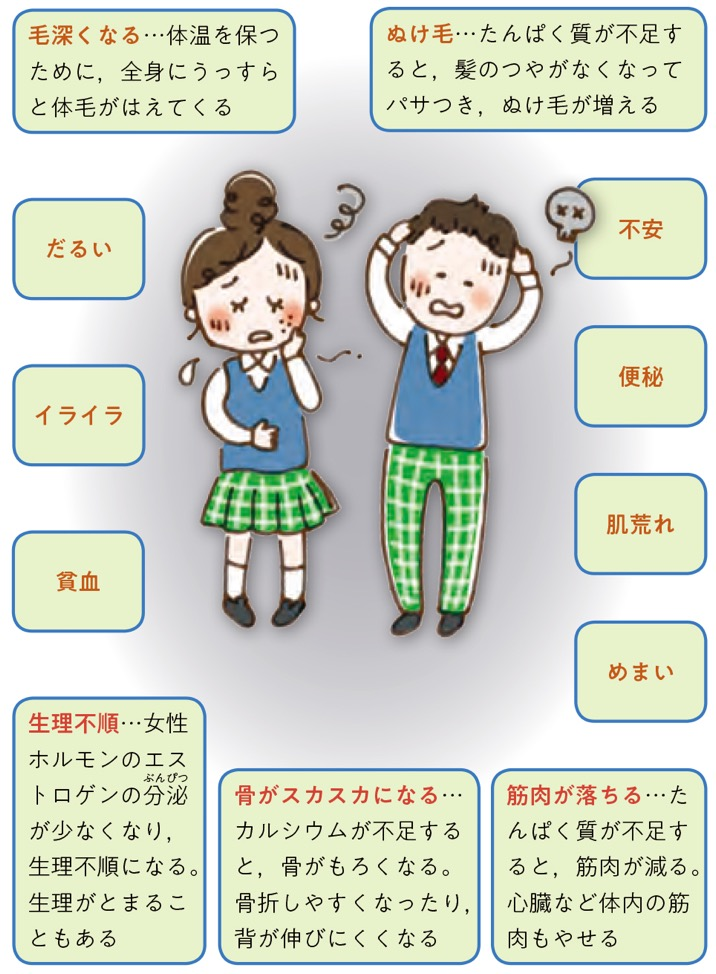 毛深くなる…体温を保つ
ために，全身にうっすら
と体毛がはえてくる
ぬけ毛…たんぱく質が不足す
ると，髪のつやがなくなって
パサつき，ぬけ毛が増える
だるい
イライラ
貧血
不安
便秘
肌荒れ
めまい
生理不順…女性
ホルモンのエス
ぶんぴつ
トロゲンの分泌
が少なくなり，
生理不順になる。
生理がとまるこ
ともある
骨がスカスカになる…
カルシウムが不足する
と，骨がもろくなる。
骨折しやすくなったり，
背が伸びにくくなる
筋肉が落ちる…た
んぱく質が不足す
ると，筋肉が減る。
心臓など体内の筋
肉もやせる